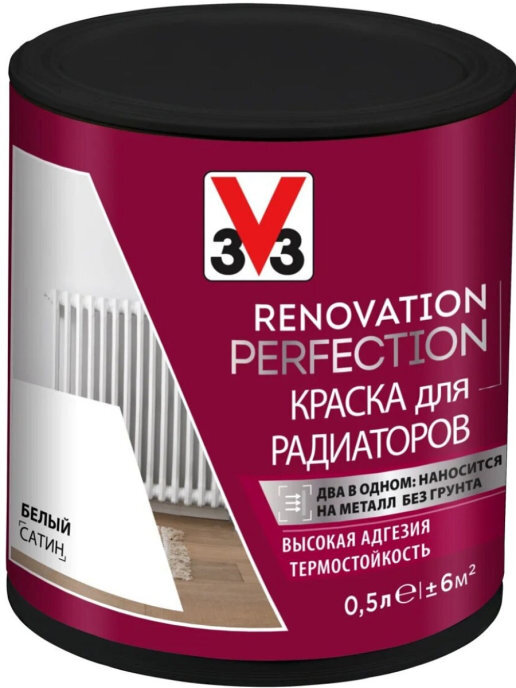 3V3
RENOVATION
PERFECTION
КРАСКА для
РАДИАТОРОВ
ДВА В ОДНОМ: НАНОСИТСЯ
НА МЕТАЛЛ БЕЗ ГРУНТА
ВЫСОКАЯ АДГЕЗИЯ
ТЕРМОСТОЙКОСТЬ
0,5л℮ ±6м²
БЕЛЫЙ
САТИН